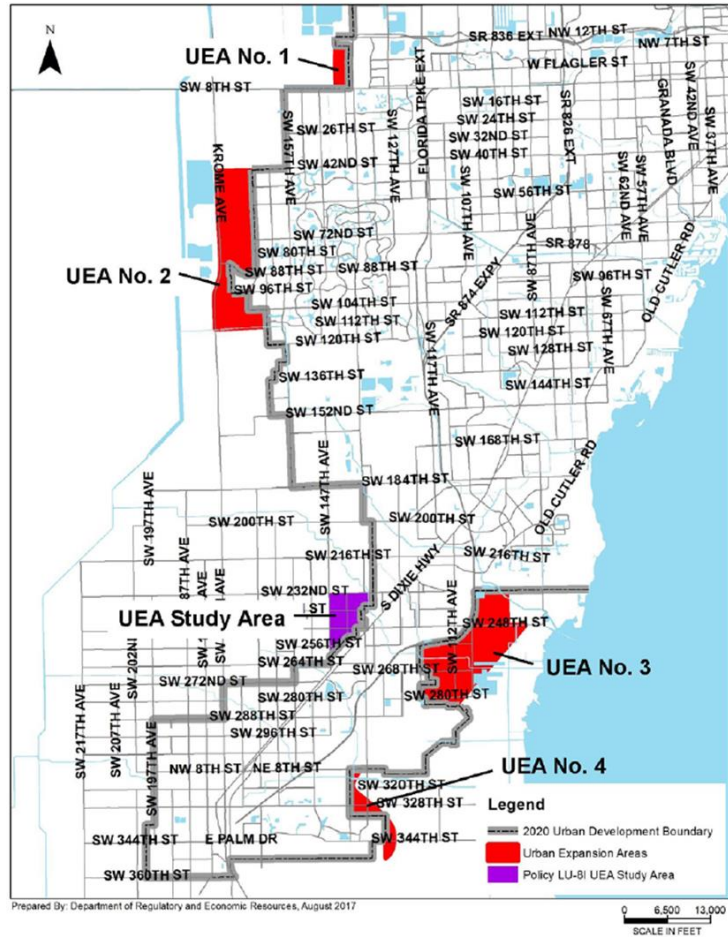 N
UEA No. 1
SR 836 EXT
NW 12TH ST
NW 7TH ST
W FLAGLER ST
SW 8TH ST
SW 16TH ST
SW 24TH ST
SW 26TH ST
SW 32ND ST
SW 40TH ST
SW 42ND ST
KROME AVE
SW 157TH AVE
SW 127TH AVE
FLORIDA TPKE EXT
SW 107TH AVE
SR 826 EXT
SW 87TH AVE
SW 62ND AVE
SW 57TH AVE
GRANADA BLVD
SW 42ND AVE
SW 37TH AVE
SW 56TH ST
SW 72ND ST
SW 80TH ST
SR 878
OLD CUTLER RD
UEA No. 2
SW 88TH ST
SW 88TH ST
SW 96TH ST
SW 96TH ST
SR 874 EXPY
SW 104TH ST
SW 112TH ST
SW 112TH ST
SW 67TH AVE
SW 120TH ST
SW 120TH ST
SW 128TH ST
SW 117TH AVE
SW 136TH ST
SW 144TH ST
SW 152ND ST
SW 168TH ST
OLD CUTLER RD
SW 184TH ST
SW 147TH AVE
SW 197TH AVE
SW 200TH ST
SW 200TH ST
SW 216TH ST
SW 216TH ST
87TH AVE
AVE
AVE
S DIXIE HWY
SW 232ND ST
ST
UEA Study Area
SW 112TH AVE
SW 248TH ST
SW 256TH ST
SW 264TH ST
SW 268TH ST
UEA No. 3
SW 272ND ST
SW 280TH ST
SW 280TH ST
SW 288TH ST
SW 296TH ST
SW 217TH AVE
SW 207TH AVE
SW 202N
SW 197TH AVE
NW 8TH ST
NE 8TH ST
UEA No. 4
SW 320TH ST
SW 328TH ST
SW 344TH ST
E PALM DR
SW 344TH ST
SW 360TH ST
Legend
2020 Urban Development Boundary
Urban Expansion Areas
Policy LU-8I UEA Study Area
Prepared By: Department of Regulatory and Economic Resources, August 2017
0 6,500 13,000
SCALE IN FEET